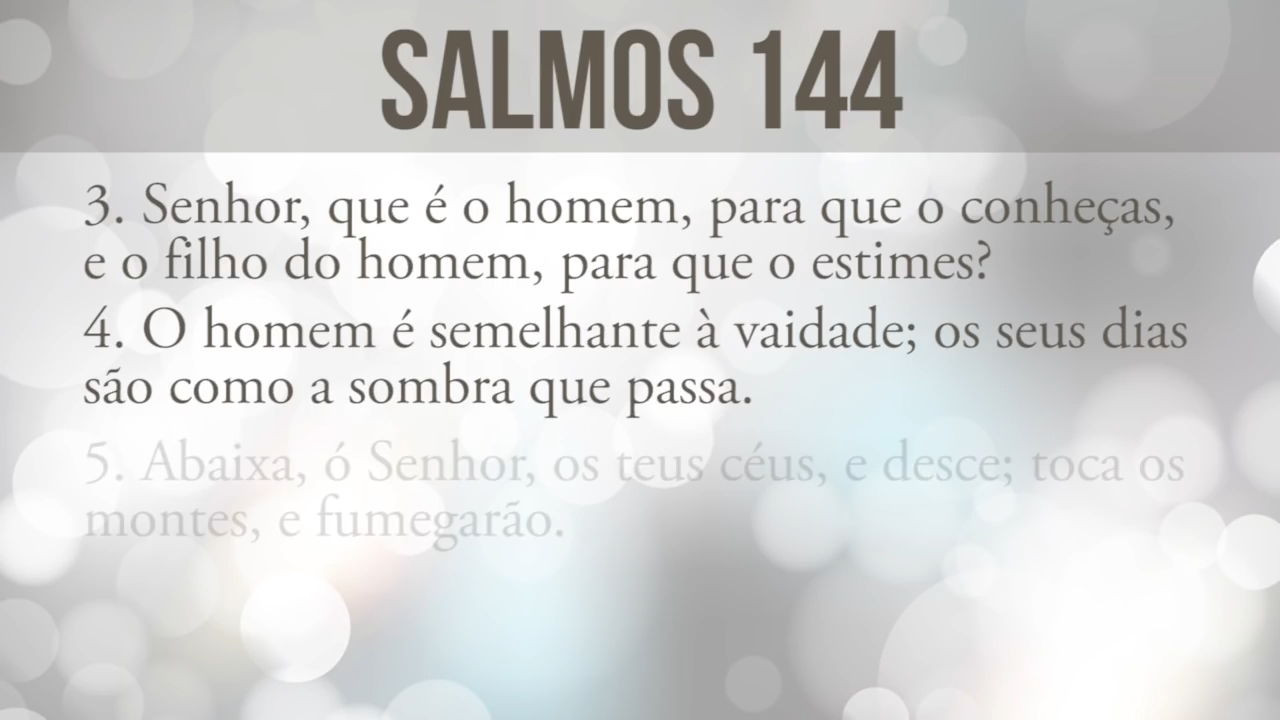 SALMOS 144
3. Senhor, que é o homem, para que o conheças,
e o filho do homem, para que o estimes?
4. O homem é semelhante à vaidade; os seus dias
são como a sombra que passa.
5. Abaixa, ó Senhor, os teus céus, e desce; toca os
montes, e fumegarão.